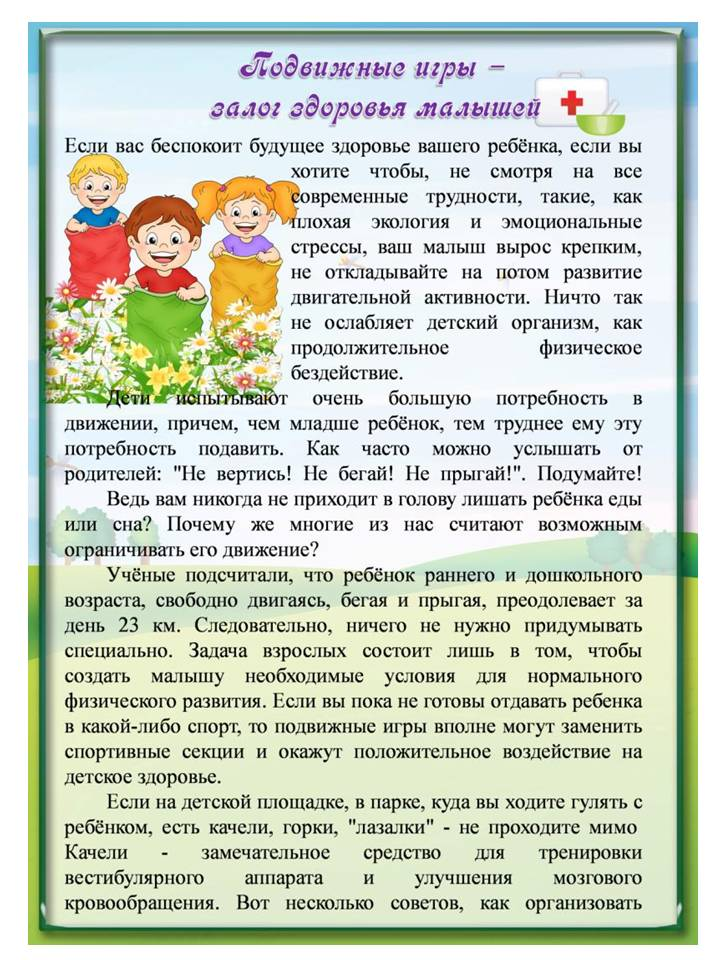 Подвижные игры –
залог здоровья малышей
Если вас беспокоит будущее здоровье вашего ребёнка, если вы
хотите чтобы, не смотря на все
современные трудности, такие, как
плохая экология и эмоциональные
стрессы, ваш малыш вырос крепким,
не откладывайте на потом развитие
двигательной активности. Ничто так
не ослабляет детский организм, как
продолжительное физическое
бездействие.
Дети испытывают очень большую потребность в
движении, причем, чем младше ребёнок, тем труднее ему эту
потребность подавить. Как часто можно услышать от
родителей: "Не вертись! Не бегай! Не прыгай!". Подумайте!
Ведь вам никогда не приходит в голову лишать ребёнка еды
или сна? Почему же многие из нас считают возможным
ограничивать его движение?
Учёные подсчитали, что ребёнок раннего и дошкольного
возраста, свободно двигаясь, бегая и прыгая, преодолевает за
день 23 км. Следовательно, ничего не нужно придумывать
специально. Задача взрослых состоит лишь в том, чтобы
создать малышу необходимые условия для нормального
физического развития. Если вы пока не готовы отдавать ребенка
в какой-либо спорт, то подвижные игры вполне могут заменить
спортивные секции и окажут положительное воздействие на
детское здоровье.
Если на детской площадке, в парке, куда вы ходите гулять с
ребёнком, есть качели, горки, "лазалки" - не проходите мимо
Качели - замечательное средство для тренировки
вестибулярного аппарата и улучшения мозгового
кровообращения. Вот несколько советов, как организовать